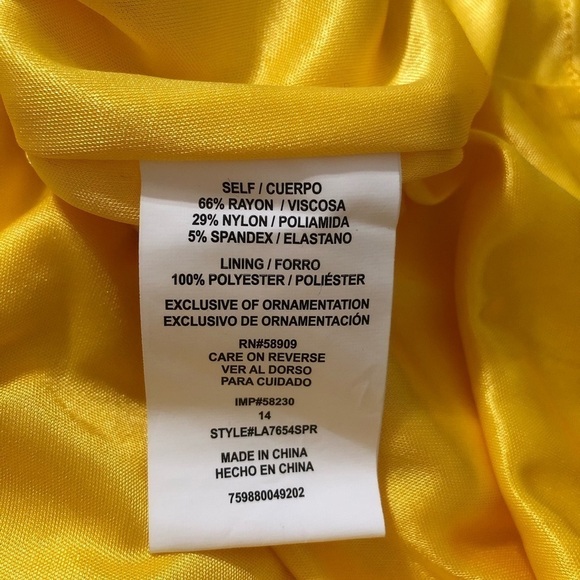 SELF / CUERPO
66% RAYON / VISCOSA
29% NYLON / POLIAMIDA
5% SPANDEX / ELASTANO
LINING / FORRO
100% POLYESTER / POLIÉSTER
EXCLUSIVE OF ORNAMENTATION
EXCLUSIVO DE ORNAMENTACIÓN
RN#58909
CARE ON REVERSE
VER AL DORSO
PARA CUIDADO
IMP#58230
14
STYLE#LA7654SPR
MADE IN CHINA
HECHO EN CHINA
759880049202